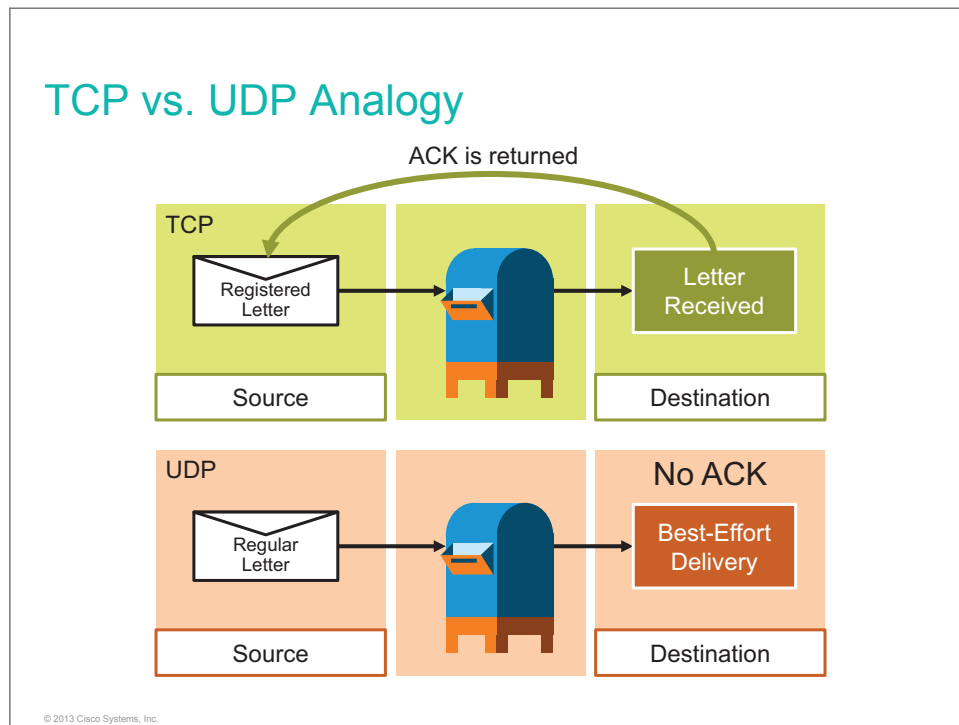 TCP vs. UDP Analogy
ACK is returned
TCP
Registered
Letter
Letter
Received
Source
Destination
UDP
No ACK
Regular
Letter
Best-Effort
Delivery
Source
Destination
© 2013 Cisco Systems, Inc.